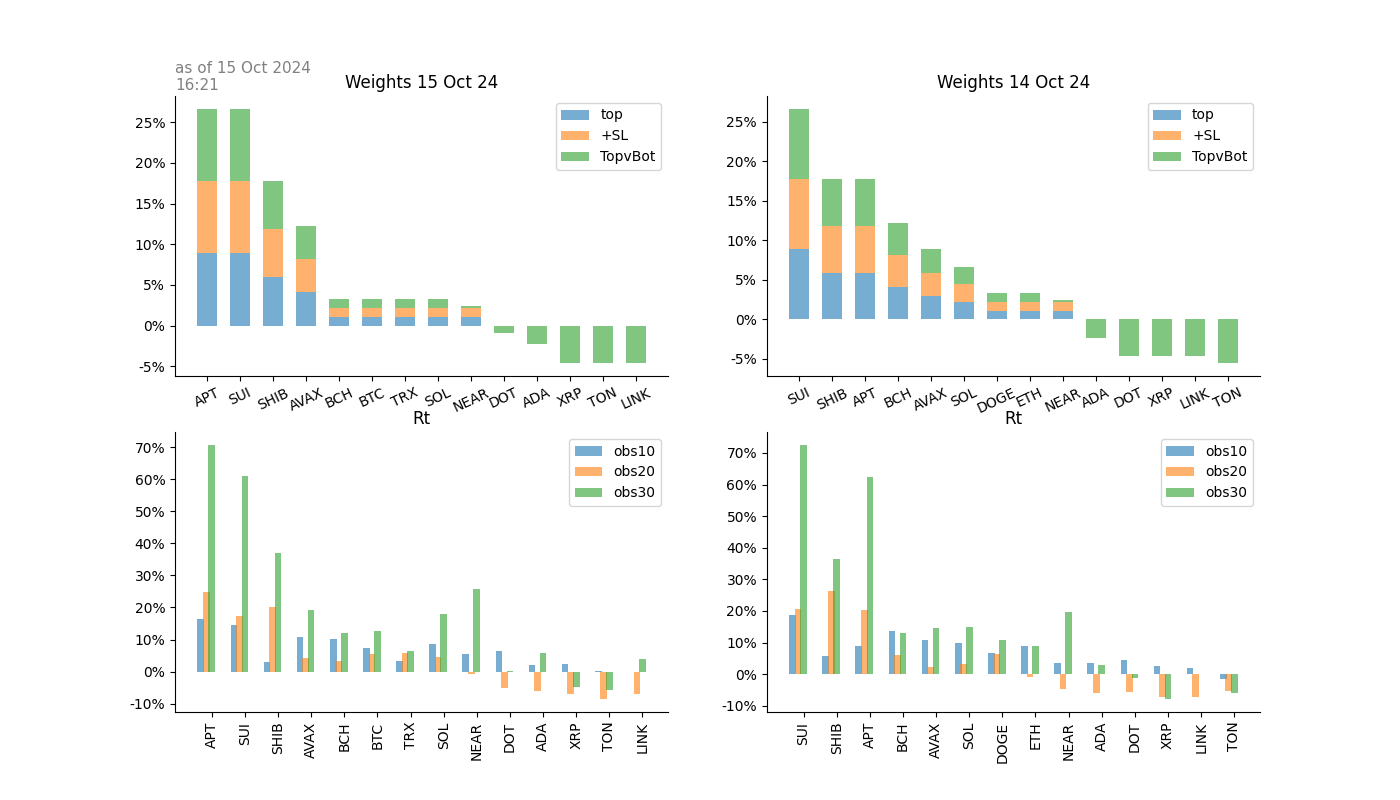 as of 15 Oct 2024
16:21
Weights 15 Oct 24
25%
20%
15%
10%
5%
0%
-5%
top
+SL
TopvBot
APT SUI SHIB AVAX BCH BTC TRX SOL NEAR DOT ADA XRP TON LINK
Weights 14 Oct 24
25%
20%
15%
10%
5%
0%
-5%
top
+SL
TopvBot
SUI SHIB APT BCH AVAX SOL DOGE ETH NEAR ADA DOT XRP LINK TON
Rt
70%
60%
50%
40%
30%
20%
10%
0%
-10%
obs10
obs20
obs30
APT SUI SHIB AVAX BCH BTC TRX SOL NEAR DOT ADA XRP TON LINK
Rt
70%
60%
50%
40%
30%
20%
10%
0%
-10%
obs10
obs20
obs30
SUI SHIB APT BCH AVAX SOL DOGE ETH NEAR ADA DOT XRP LINK TON